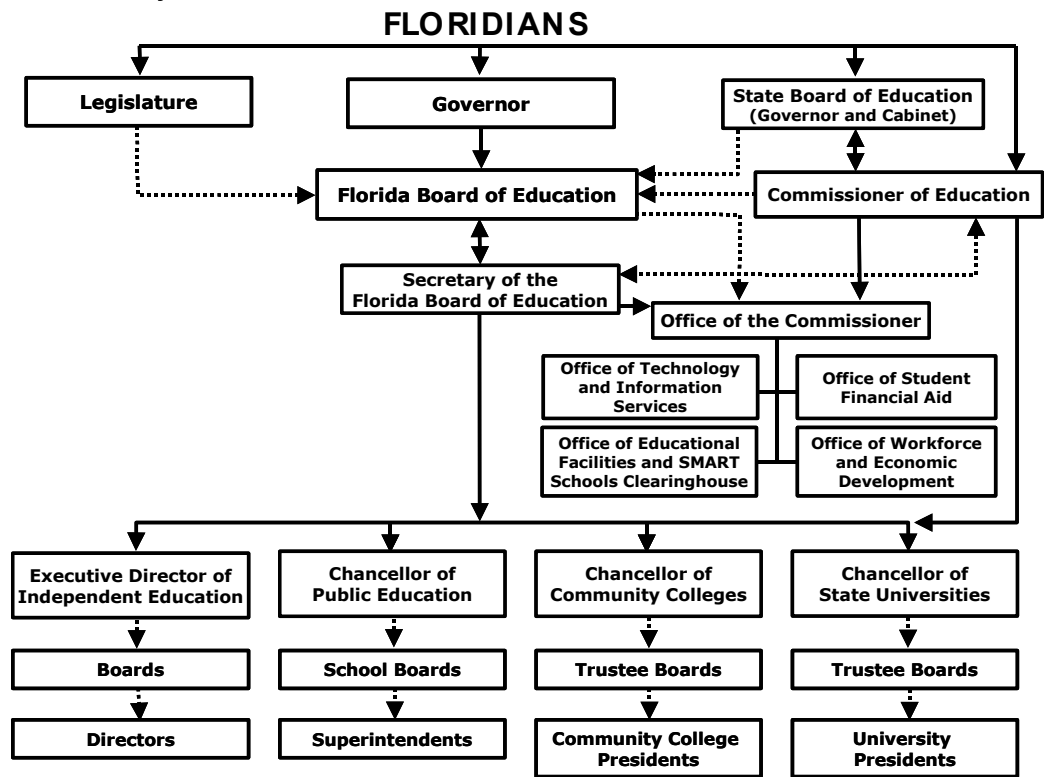 FLORIDIANS
Legislature
Governor
State Board of Education
(Governor and Cabinet)
Florida Board of Education
Commissioner of Education
Secretary of the
Florida Board of Education
Office of the Commissioner
Office of Technology
and Information
Services
Office of Student
Financial Aid
Office of Educational
Facilities and SMART
Schools Clearinghouse
Office of Workforce
and Economic
Development
Executive Director of
Independent Education
Chancellor of
Public Education
Chancellor of
Community Colleges
Chancellor of
State Universities
Boards
School Boards
Trustee Boards
Trustee Boards
Directors
Superintendents
Community College
Presidents
University
Presidents